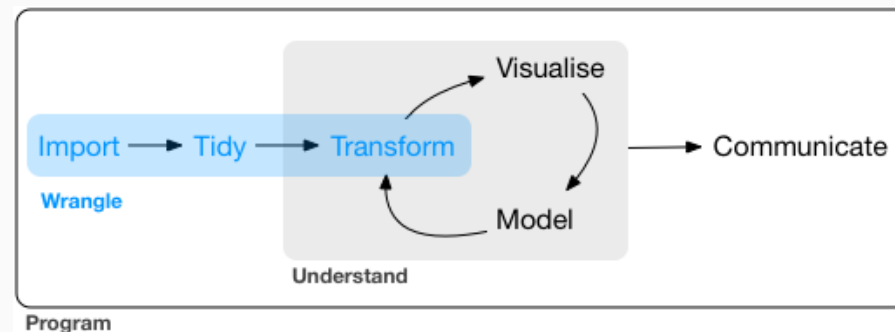 Visualise
Import
Tidy
Transform
Communicate
Wrangle
Model
Understand
Program